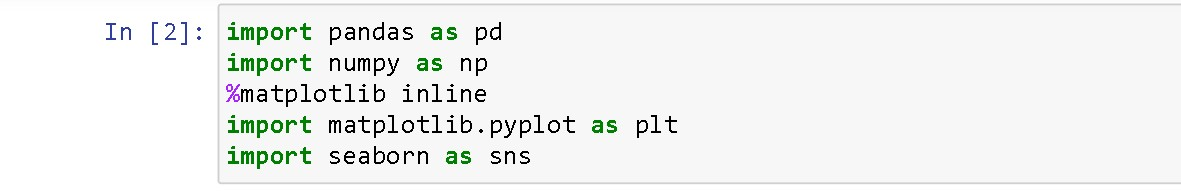 In [2]: import pandas as pd
import numpy as np
%matplotlib inline
import matplotlib.pyplot as plt
import seaborn as sns